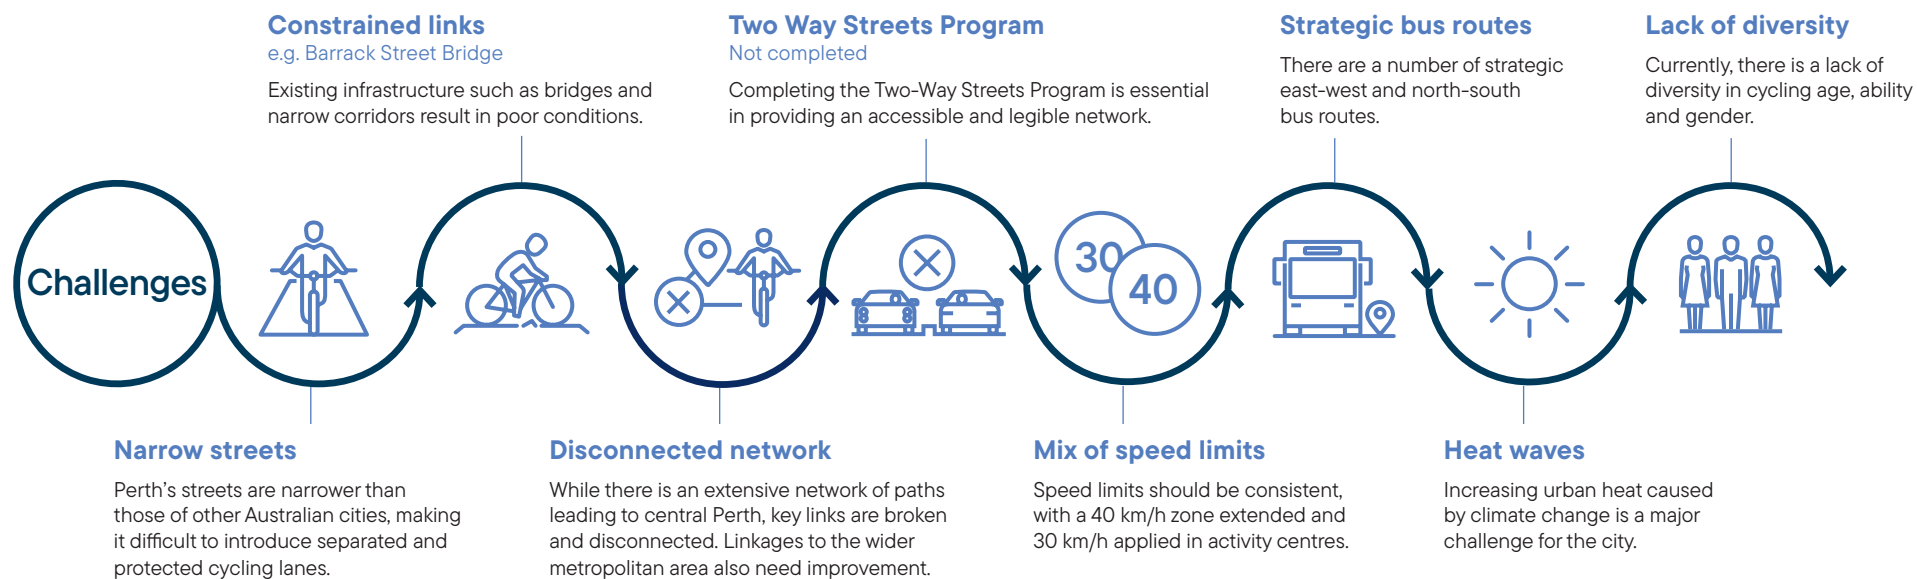 Challenges
Narrow streets
Perth's streets are narrower than
those of other Australian cities, making
it difficult to introduce separated and
protected cycling lanes.
Constrained links
e.g. Barrack Street Bridge
Existing infrastructure such as bridges and
narrow corridors result in poor conditions.
Disconnected network
While there is an extensive network of paths
leading to central Perth, key links are broken
and disconnected. Linkages to the wider
metropolitan area also need improvement.
Two Way Streets Program
Not completed
Completing the Two-Way Streets Program is essential
in providing an accessible and legible network.
30
40
Mix of speed limits
Speed limits should be consistent,
with a 40 km/h zone extended and
30 km/h applied in activity centres.
Strategic bus routes
There are a number of strategic
east-west and north-south
bus routes.
Heat waves
Increasing urban heat caused
by climate change is a major
challenge for the city.
Lack of diversity
Currently, there is a lack of
diversity in cycling age, ability
and gender.